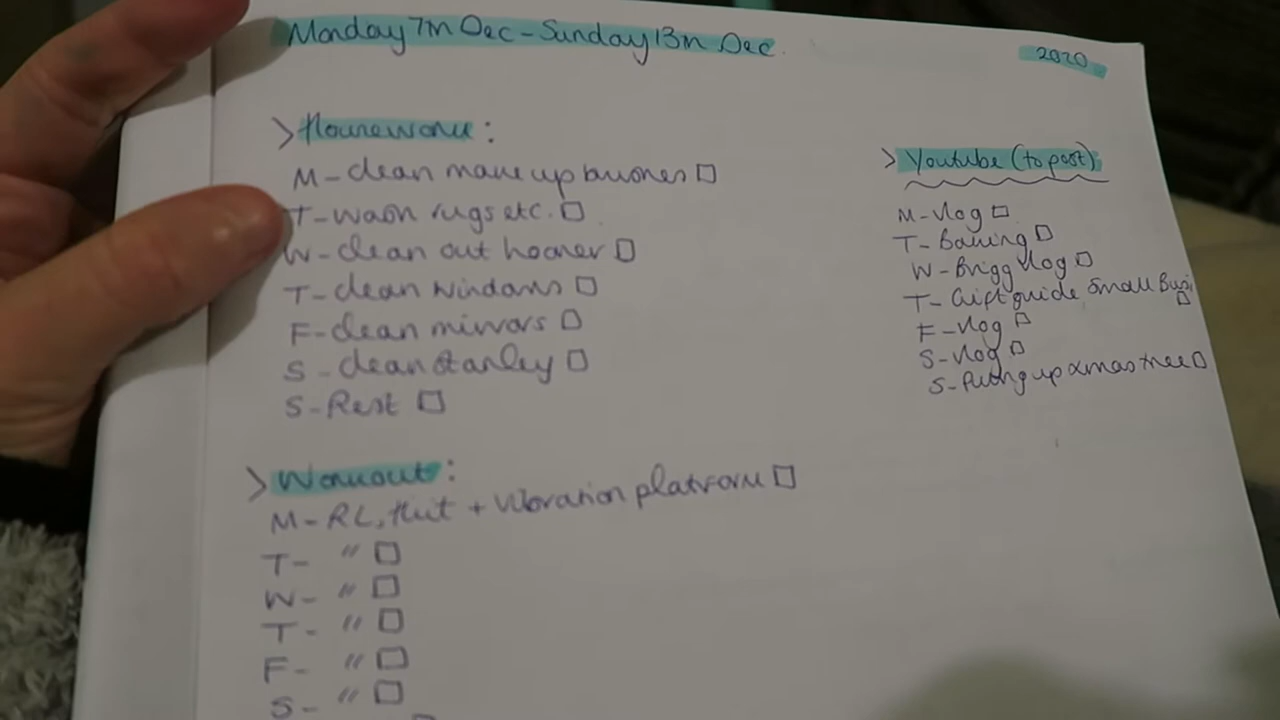 Monday 7th Dec - Sunday 13th Dec.
2020
> Housework:
M - clean make up brushes □
T - wash rugs etc. □
W - clean out hoover □
T - clean windows □
F - clean mirrors □
S - clean Stanley □
S - Rest □
> Workout:
M - RL, hiit + vibration platform □
T- " □
W- " □
T- " □
F- " □
S- " □
> Youtube (to post):
M - Vlog □
T - Baking □
W - Brigg Vlog □
T - Gift guide Small Busi □
F - Vlog □
S - Vlog □
S - Putting up xmas tree □